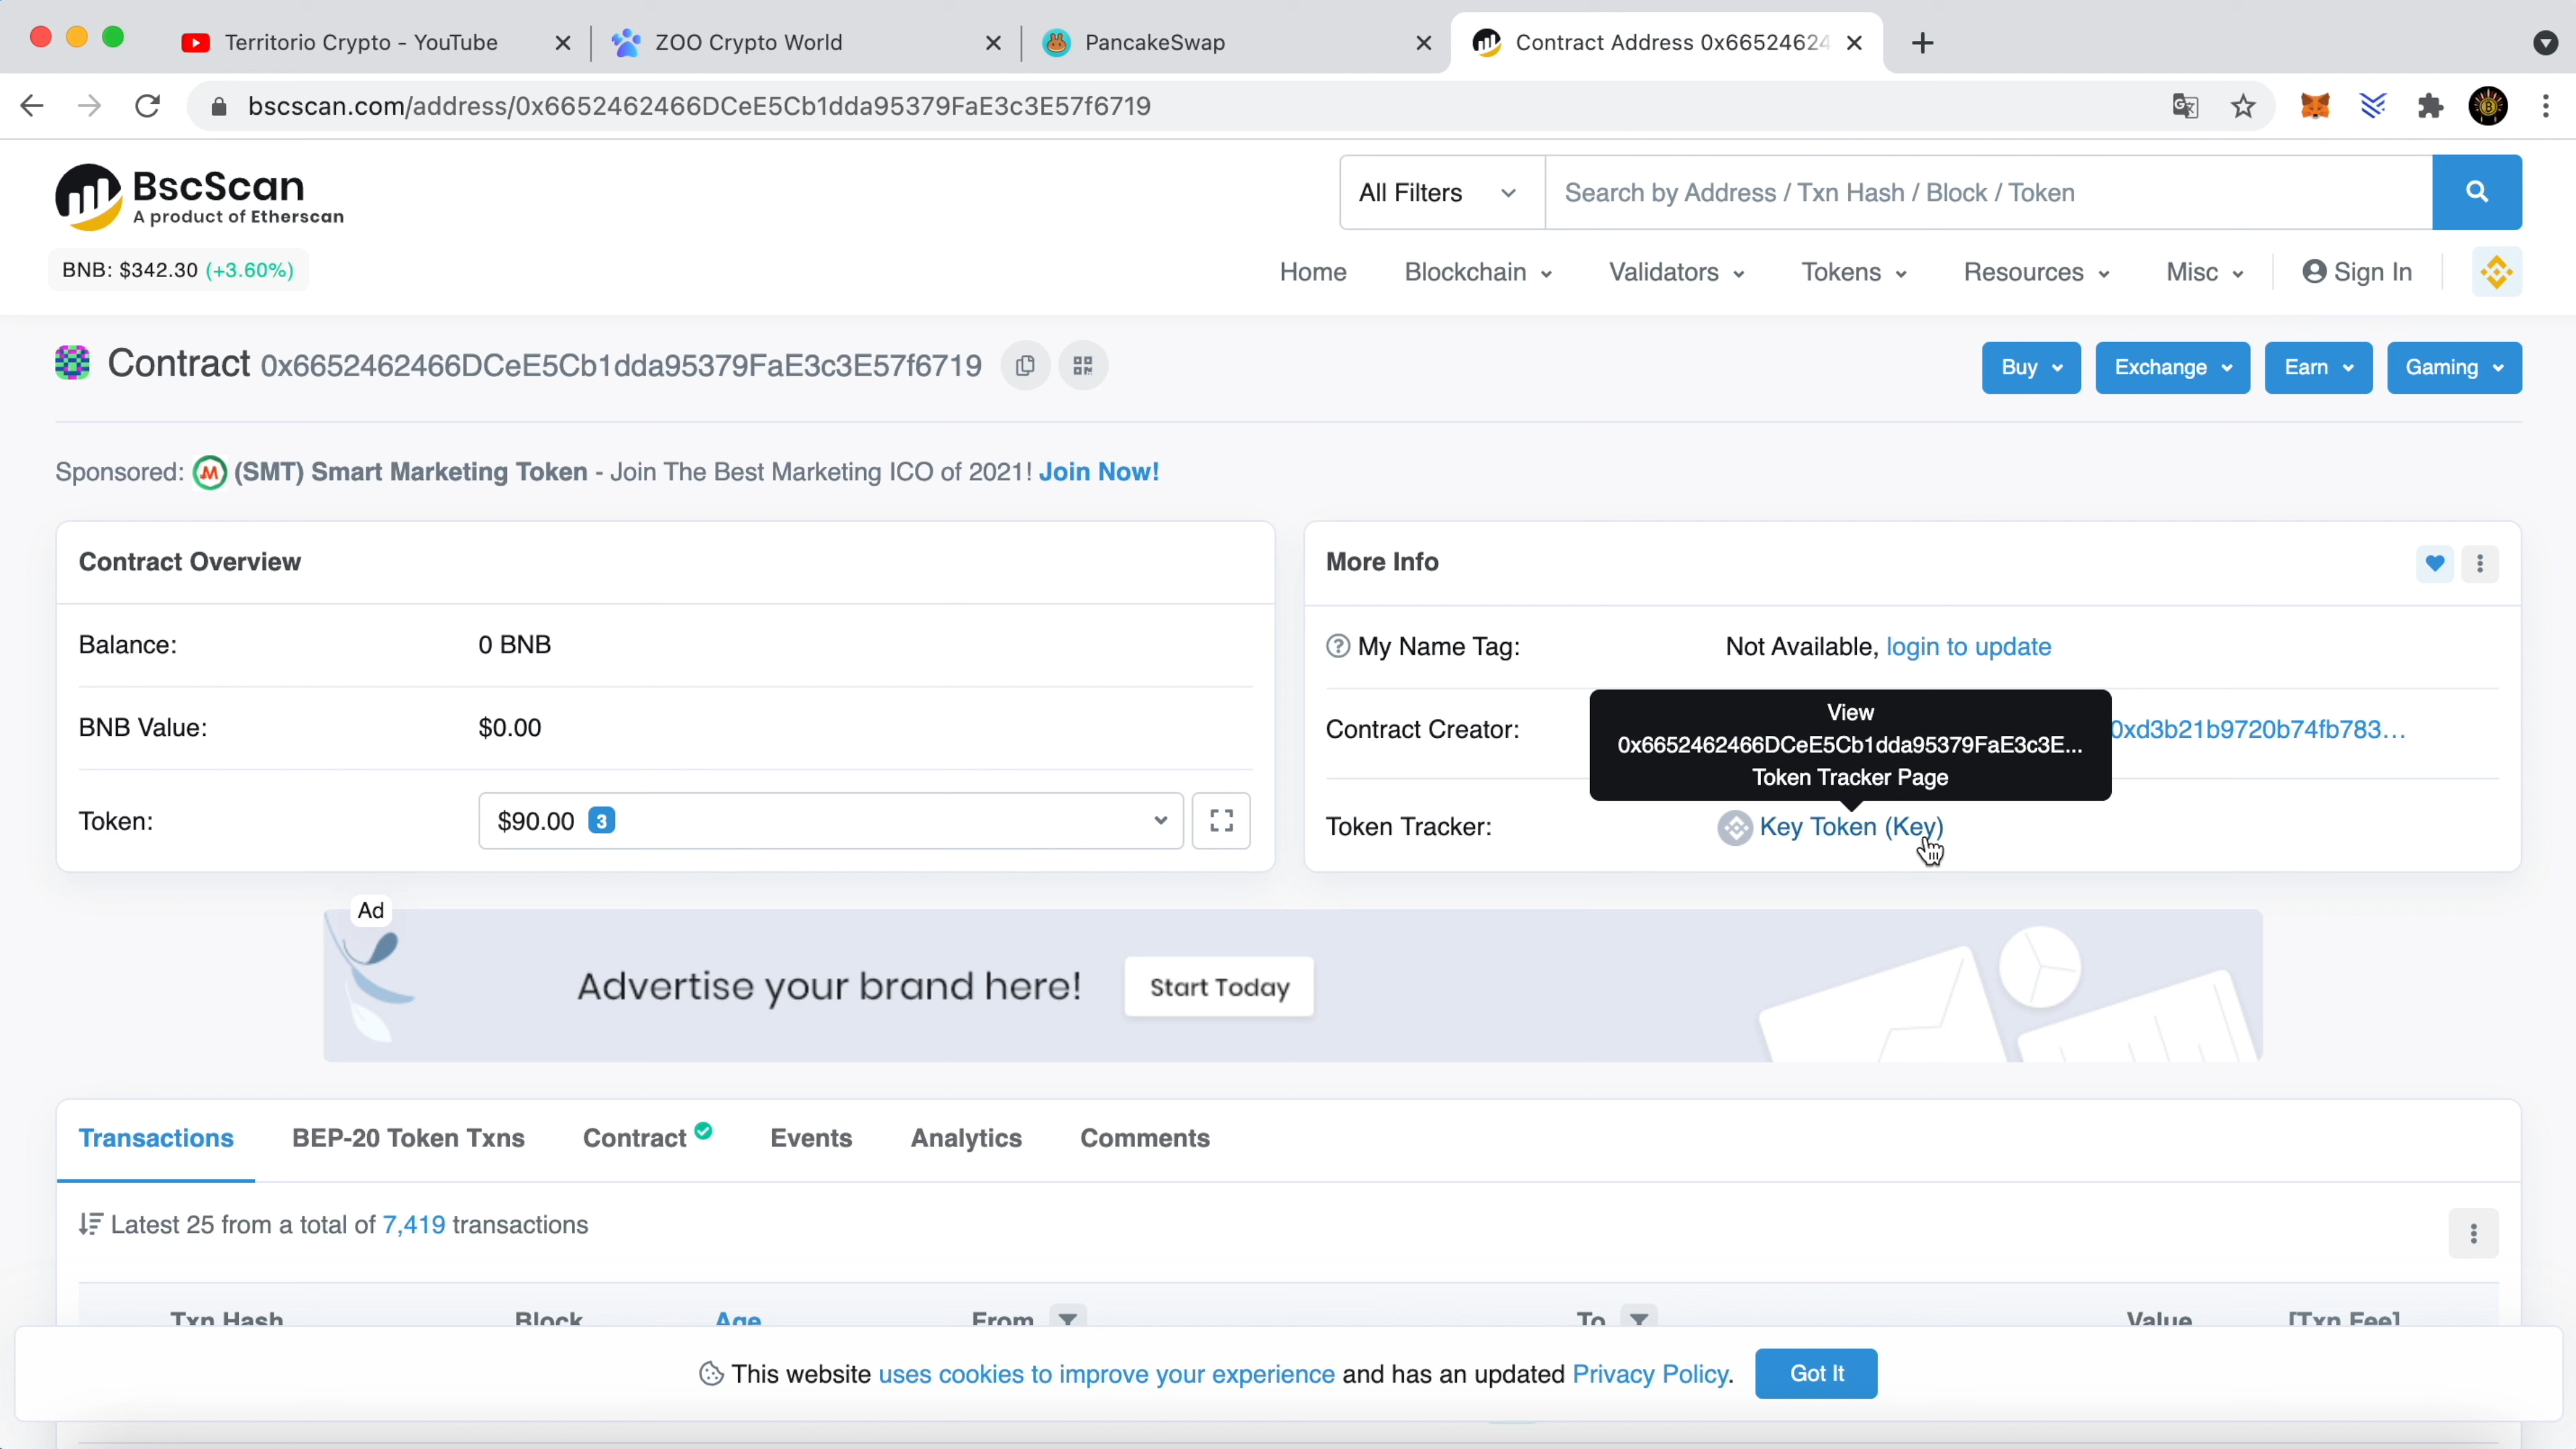 Territorio Crypto - YouTube
ZOO Crypto World
PancakeSwap
Contract Address 0x66524624
bscscan.com/address/0x6652462466DCeE5Cb1dda95379FaE3c3E57f6719
BscScan
A product of Etherscan
All Filters
Search by Address / Txn Hash / Block / Token
BNB: $342.30 (+3.60%)
Home
Blockchain
Validators
Tokens
Resources
Misc
Sign In
Contract 0x6652462466DCeE5Cb1dda95379FaE3c3E57f6719
Buy
Exchange
Earn
Gaming
Sponsored: (SMT) Smart Marketing Token - Join The Best Marketing ICO of 2021! Join Now!
Contract Overview
Balance: 0 BNB
BNB Value: $0.00
Token: $90.00 3
More Info
My Name Tag: Not Available, login to update
View
0x6652462466DCeE5Cb1dda95379FaE3c3E...
Token Tracker Page
Contract Creator: 0xd3b21b9720b74fb783...
Token Tracker: Key Token (Key)
Ad
Advertise your brand here!
Start Today
Transactions
BEP-20 Token Txns
Contract
Events
Analytics
Comments
Latest 25 from a total of 7,419 transactions
Txn Hash
Block
Age
From
To
Value
[Txn Fee]
This website uses cookies to improve your experience and has an updated Privacy Policy.
Got It